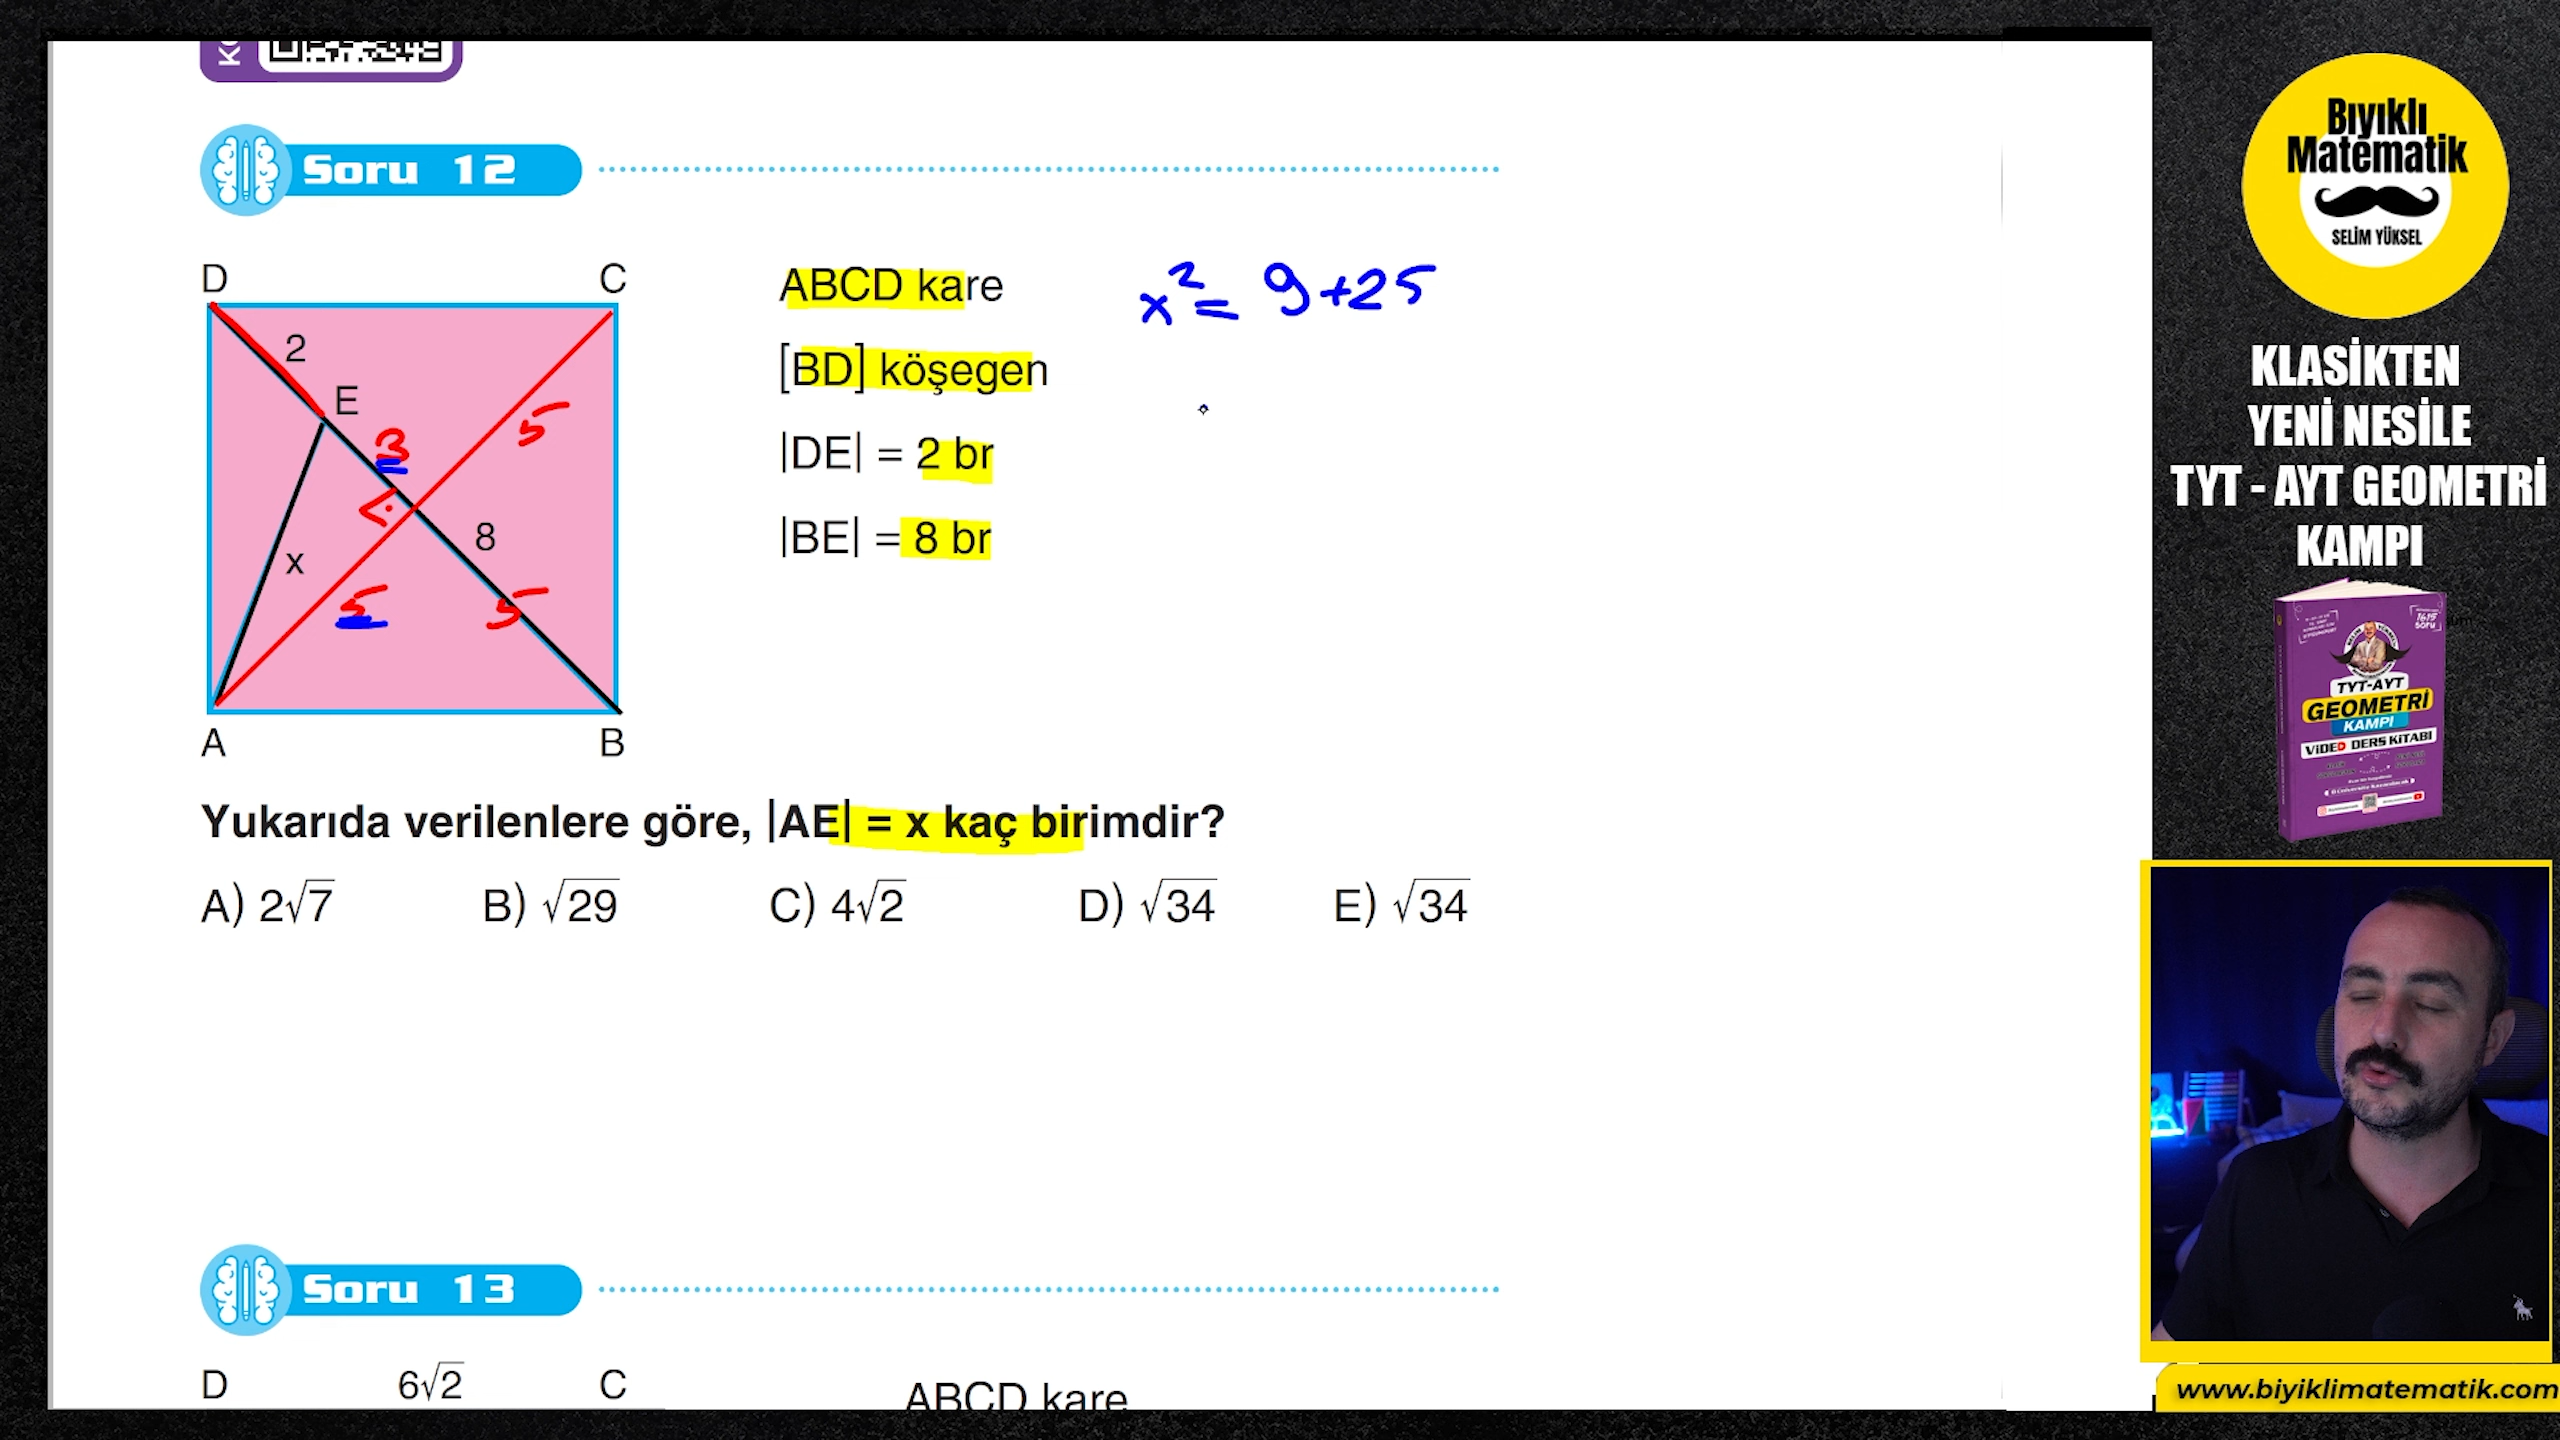 Soru 12
D
C
2
E
3
5
8
x
5
5
A
B
ABCD kare
[BD] köşegen
|DE| = 2 br
|BE| = 8 br
x² = 9+25
Yukarıda verilenlere göre, |AE| = x kaç birimdir?
A) 2√7 B) √29 C) 4√2 D) √34 E) √34
Soru 13
D 6√2 C
ABCD kare
Bıyıklı
Matematik
SELİM YÜKSEL
KLASİKTEN
YENİ NESİLE
TYT - AYT GEOMETRİ
KAMPI
1615
soru
TYT-AYT
GEOMETRİ
KAMPI
VİDEO DERS KİTABI
www.biyiklimatematik.com